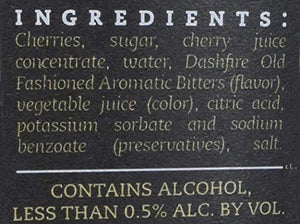 INGREDIENTS:
Cherries, sugar, cherry juice
concentrate, water, Dashfire Old
Fashioned Aromatic Bitters (flavor),
vegetable juice (color), citric acid,
potassium sorbate and sodium
benzoate (preservatives), salt.
CONTAINS ALCOHOL,
LESS THAN 0.5% ALC. BY VOL.